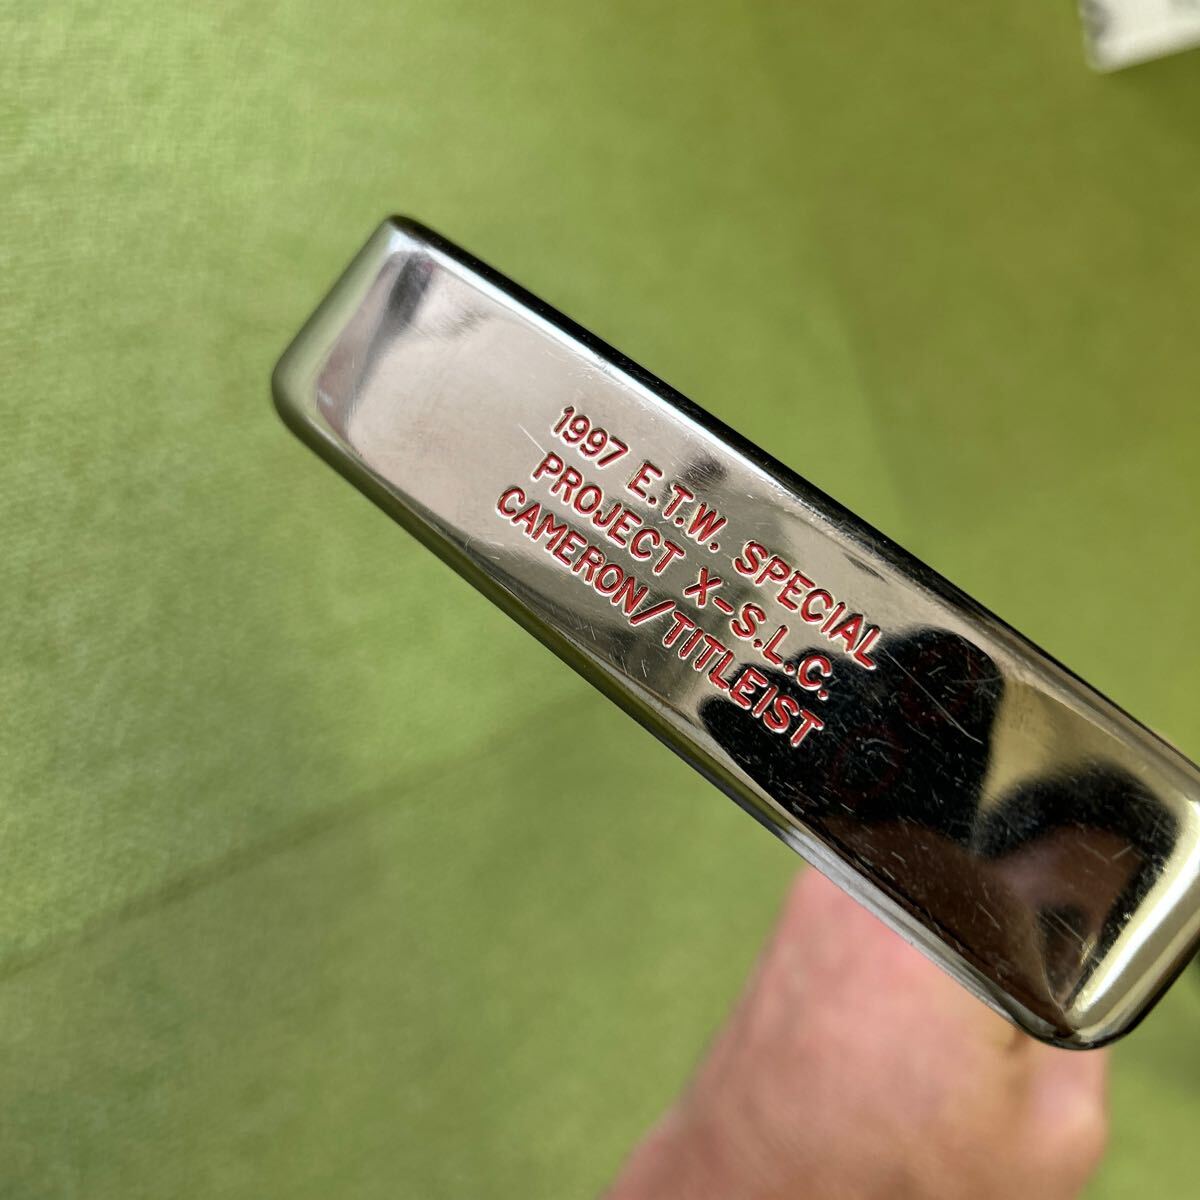 1997 E.T.W. SPECIAL
PROJECT X-S.L.C.
CAMERON/TITLEIST